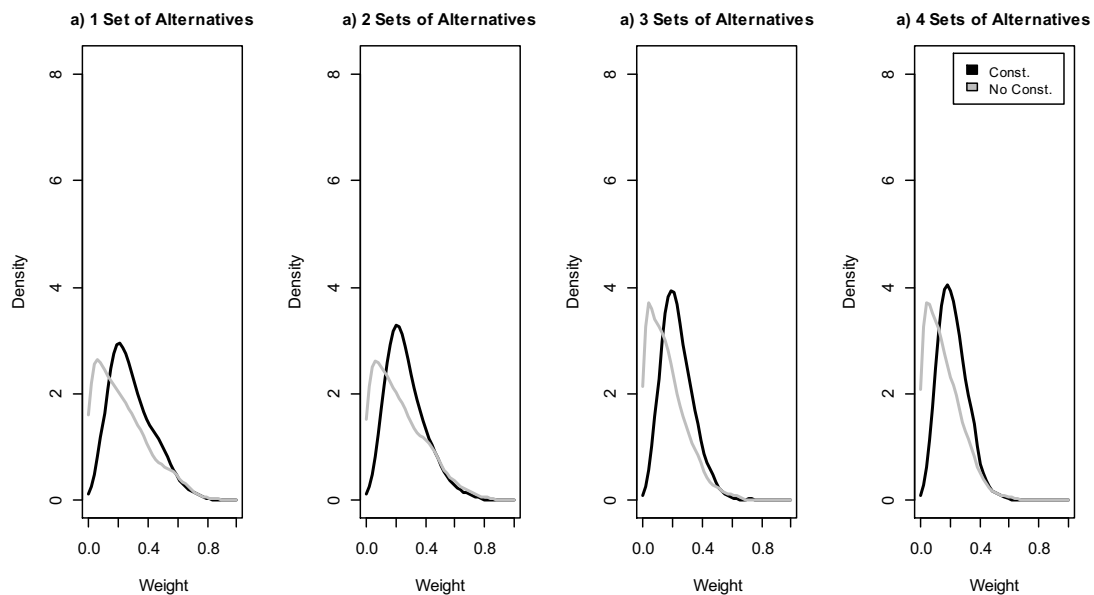 a) 1 Set of Alternatives
8
6
4
2
0
Density
0.0 0.4 0.8
Weight
a) 2 Sets of Alternatives
8
6
4
2
0
Density
0.0 0.4 0.8
Weight
a) 3 Sets of Alternatives
8
6
4
2
0
Density
0.0 0.4 0.8
Weight
a) 4 Sets of Alternatives
Const.
No Const.
8
6
4
2
0
Density
0.0 0.4 0.8
Weight